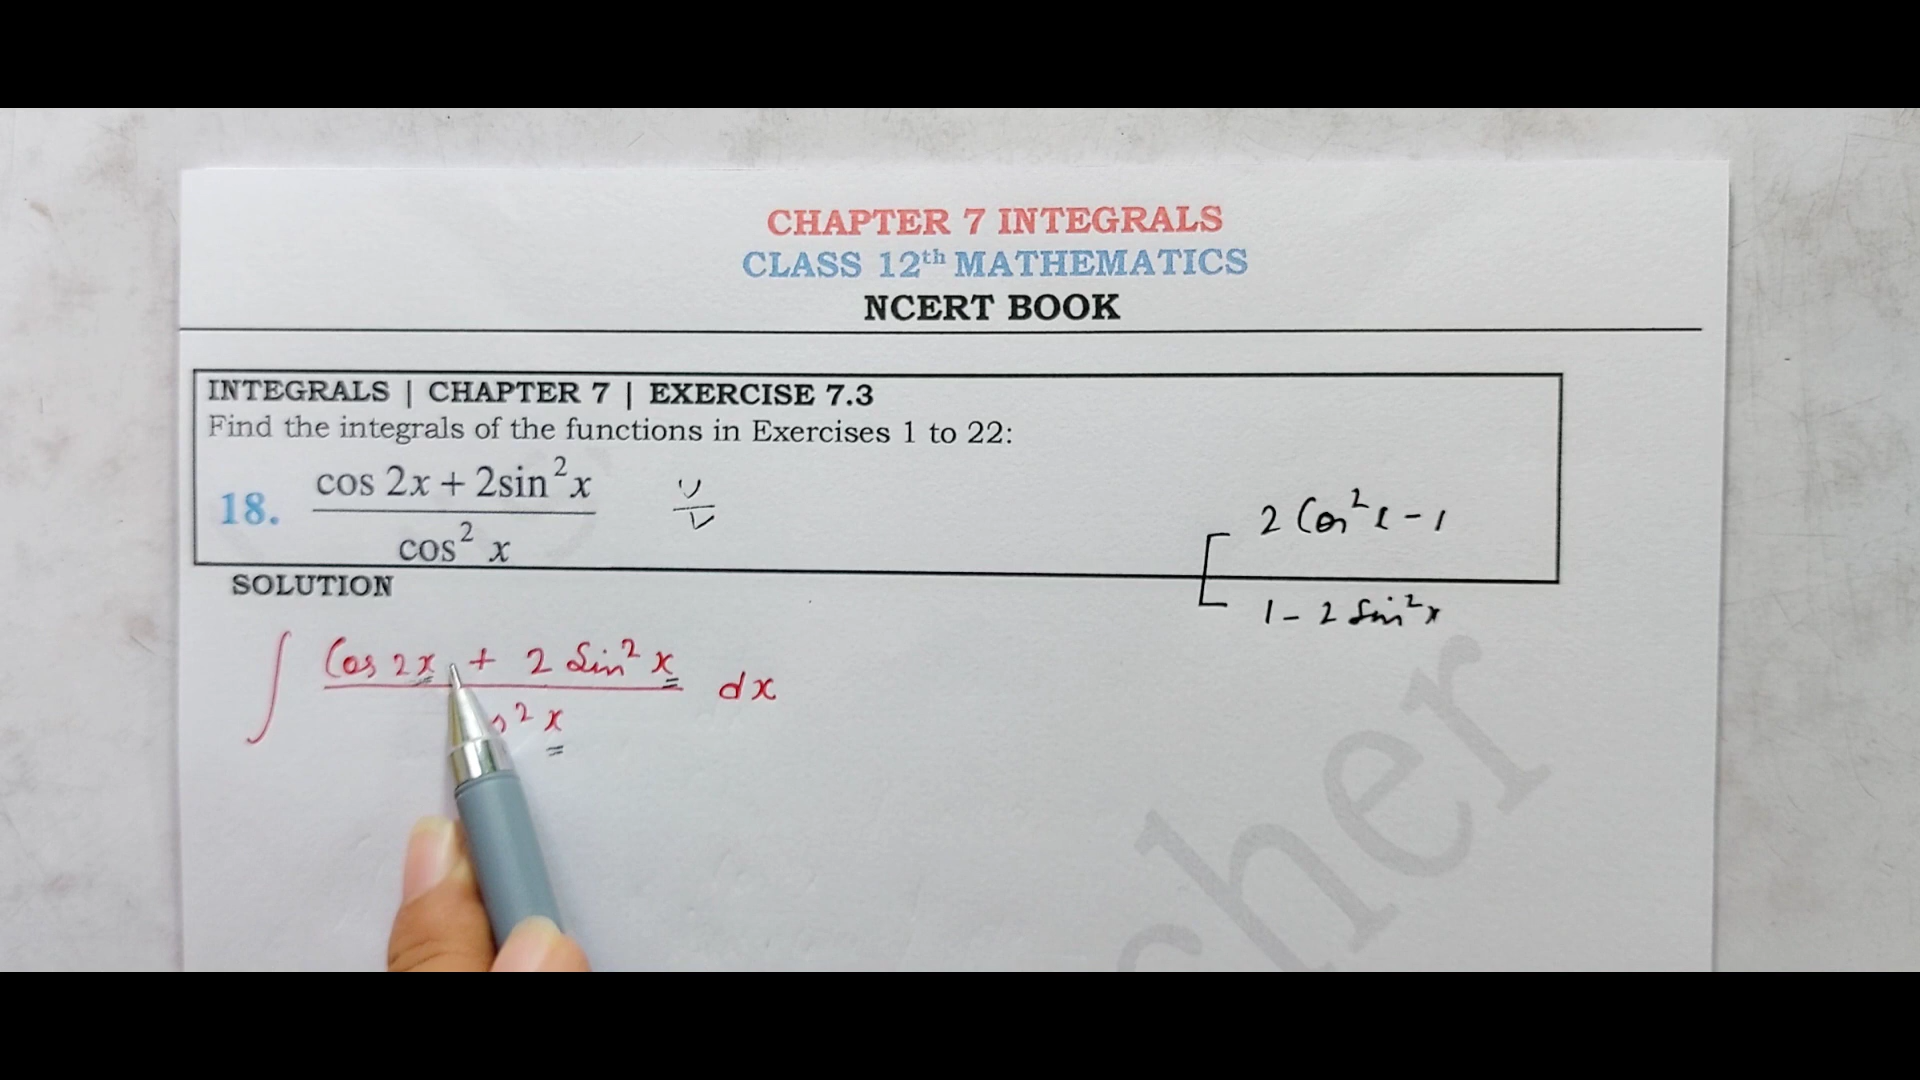 CHAPTER 7 INTEGRALS
CLASS 12th MATHEMATICS
NCERT BOOK
INTEGRALS | CHAPTER 7 | EXERCISE 7.3
Find the integrals of the functions in Exercises 1 to 22:
18. cos 2x + 2sin²x
cos² x
U
V
2 Cos²x - 1
1 - 2 Sin²x
SOLUTION
∫ Cos 2x + 2 Sin² x dx
s² x
cher